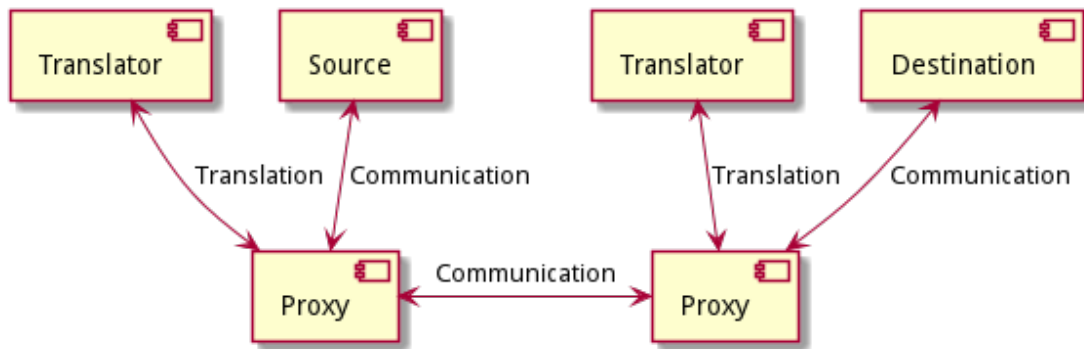 Translator
Source
Translator
Destination
Translation
Communication
Translation
Communication
Communication
Proxy
Proxy